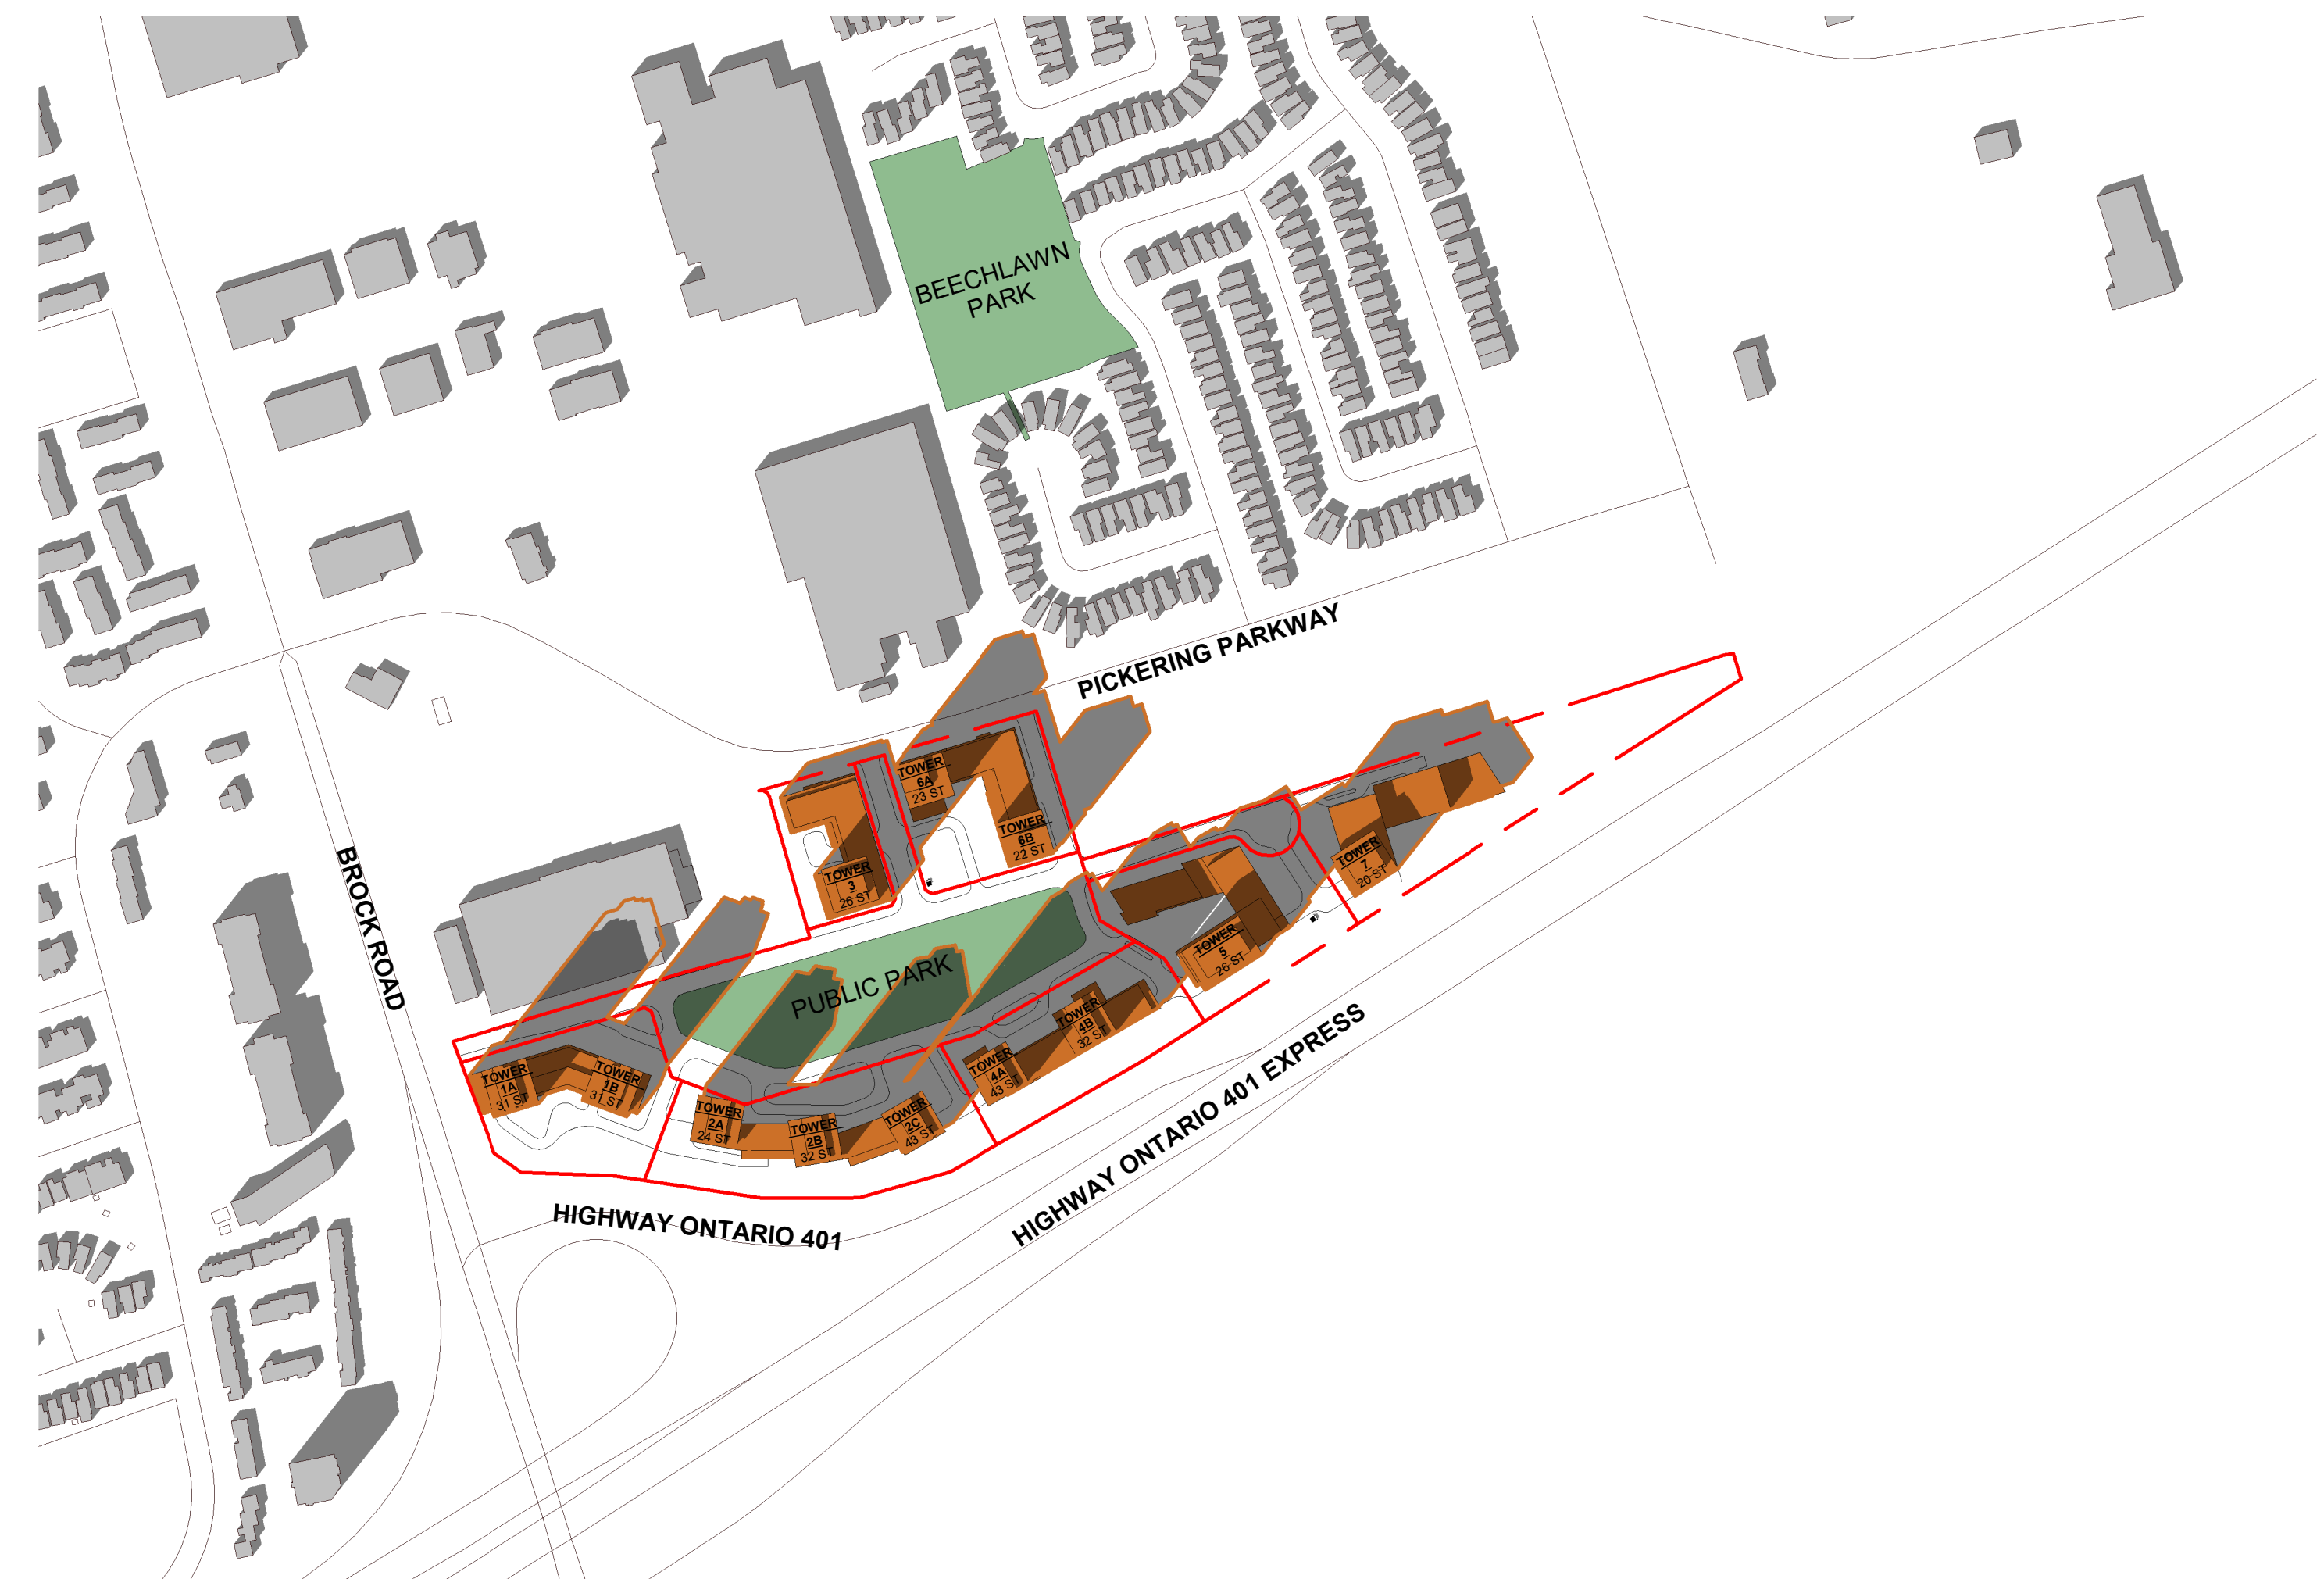 BEECHLAWN
PARK
PICKERING PARKWAY
TOWER
6A
23 ST
TOWER
6B
22 ST
TOWER
3
26 ST
TOWER
7
20 ST
BROCK ROAD
PUBLIC PARK
TOWER
5
26 ST
TOWER
4B
32 ST
TOWER
4A
43 ST
TOWER
1A
31 ST
TOWER
1B
31 ST
TOWER
2A
24 ST
TOWER
2B
32 ST
TOWER
2C
43 ST
HIGHWAY ONTARIO 401
HIGHWAY ONTARIO 401 EXPRESS